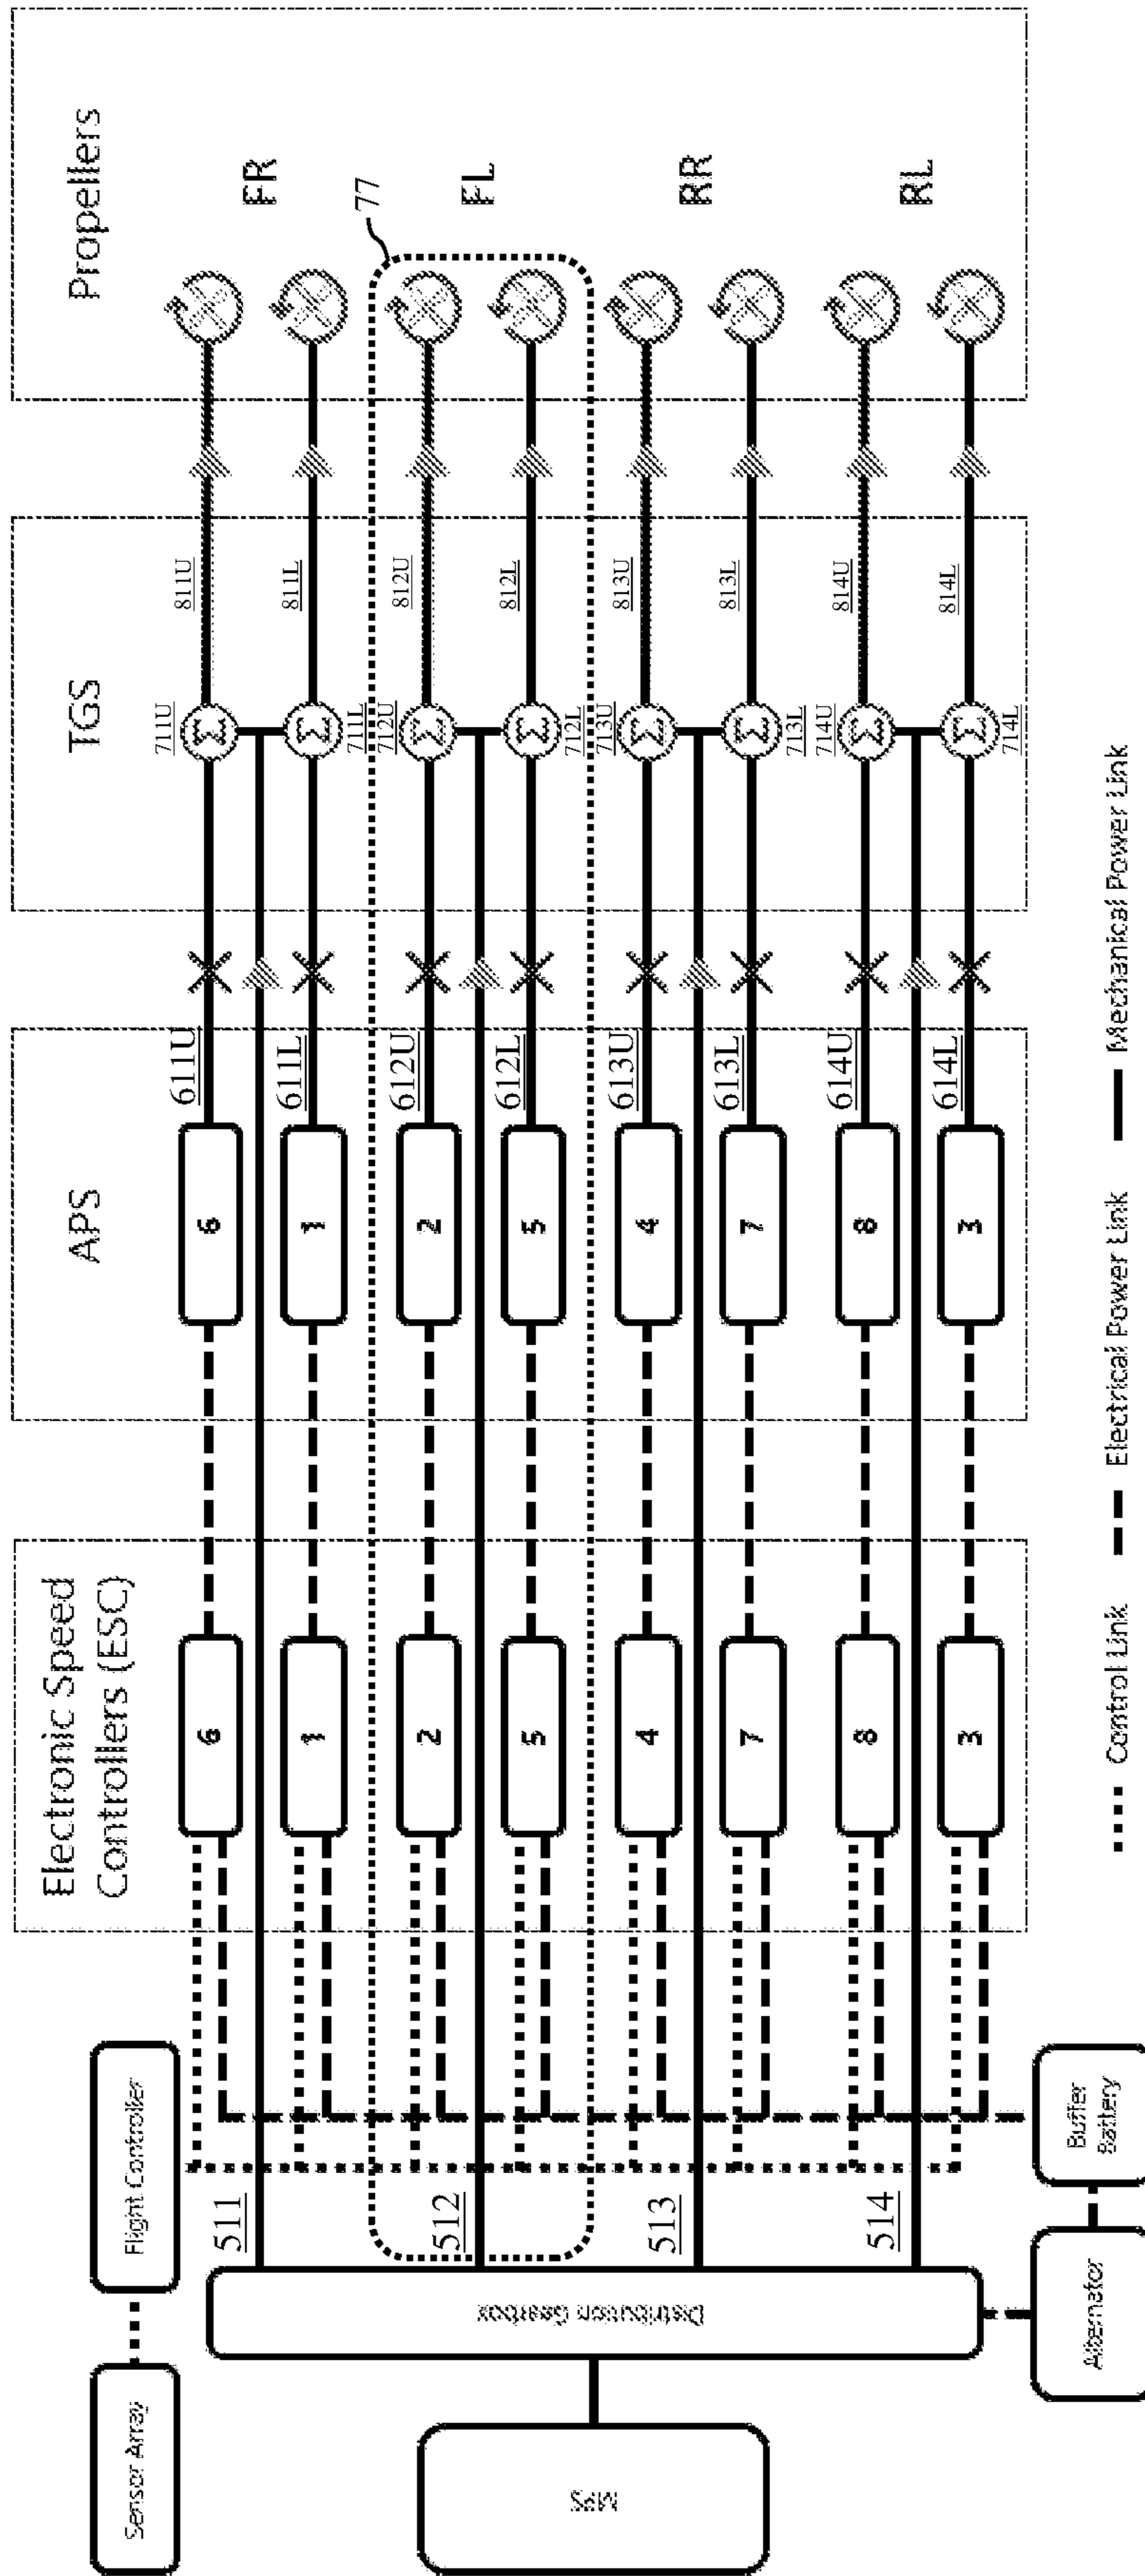 Sensor Array
Flight Controller
MPS
Distribution Gearbox
Alternator
Buffer
Battery
511
512
513
514
Electronic Speed
Controllers (ESC)
6
1
2
5
4
7
8
3
APS
6
1
2
5
4
7
8
3
611U
611L
612U
612L
613U
613L
614U
614L
TGS
711U
711L
712U
712L
713U
713L
714U
714L
811U
811L
812U
812L
813U
813L
814U
814L
Propellers
FR
FL
RR
RL
77
Control Link
Electrical Power Link
Mechanical Power Link